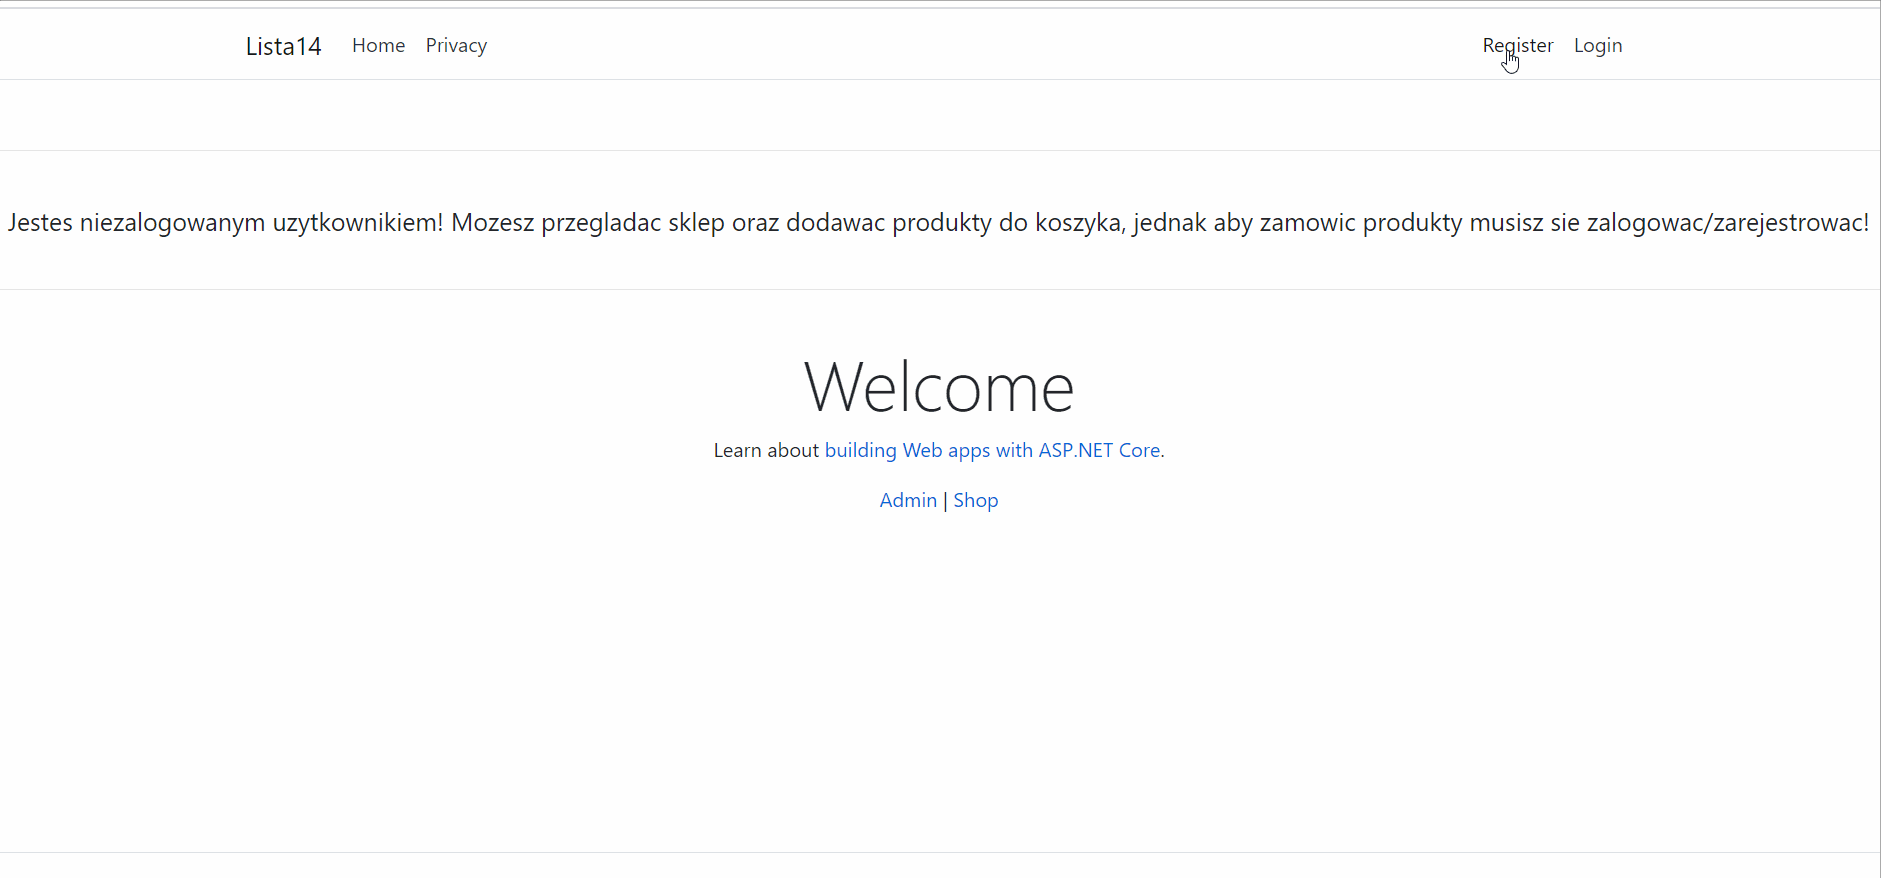 Lista14 Home Privacy Register Login
Jestes niezalogowanym uzytkownikiem! Mozesz przegladac sklep oraz dodawac produkty do koszyka, jednak aby zamowic produkty musisz sie zalogowac/zarejestrowac!
Welcome
Learn about building Web apps with ASP.NET Core.
Admin | Shop